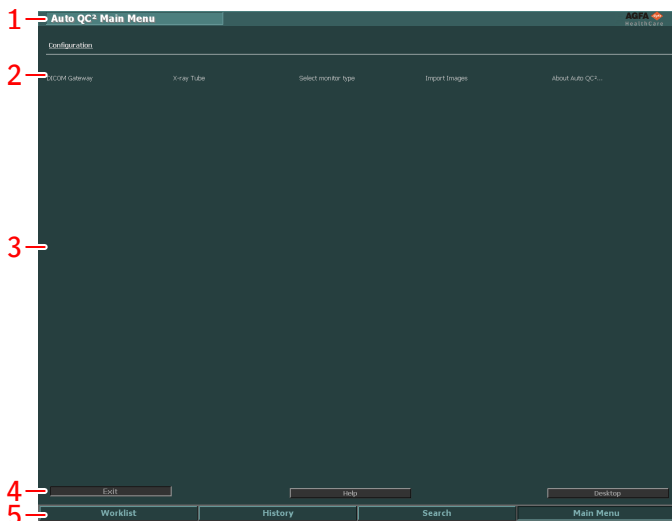 1 Auto QC² Main Menu AGFA
HealthCare
Configuration
2 DICOM Gateway X-ray Tube Select monitor type Import Images About Auto QC²...
3
4 Exit Help Desktop
5 Worklist History Search Main Menu